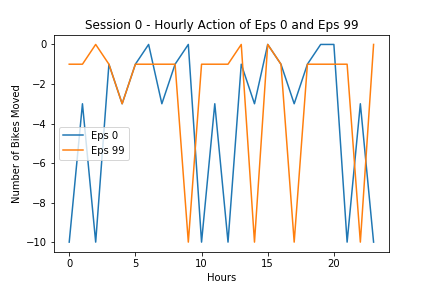 Session 0 - Hourly Action of Eps 0 and Eps 99
Number of Bikes Moved
0
−2
−4
−6
−8
−10
Eps 0
Eps 99
0 5 10 15 20
Hours